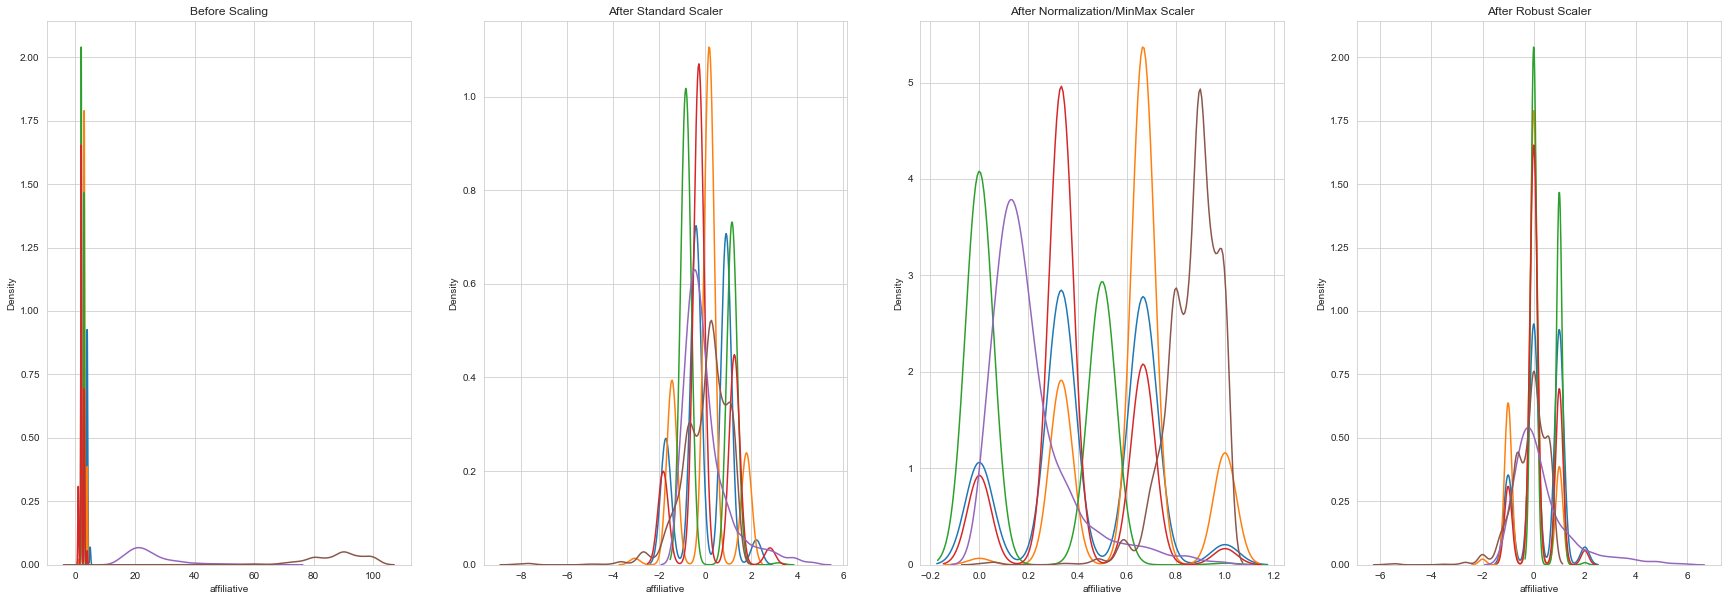 Before Scaling
2.00
1.75
1.50
1.25
1.00
0.75
0.50
0.25
0.00
Density
0 20 40 60 80 100
affiliative
After Standard Scaler
1.0
0.8
0.6
0.4
0.2
0.0
Density
−8 −6 −4 −2 0 2 4 6
affiliative
After Normalization/MinMax Scaler
5
4
3
2
1
0
Density
−0.2 0.0 0.2 0.4 0.6 0.8 1.0 1.2
affiliative
After Robust Scaler
2.00
1.75
1.50
1.25
1.00
0.75
0.50
0.25
0.00
Density
−6 −4 −2 0 2 4 6
affiliative